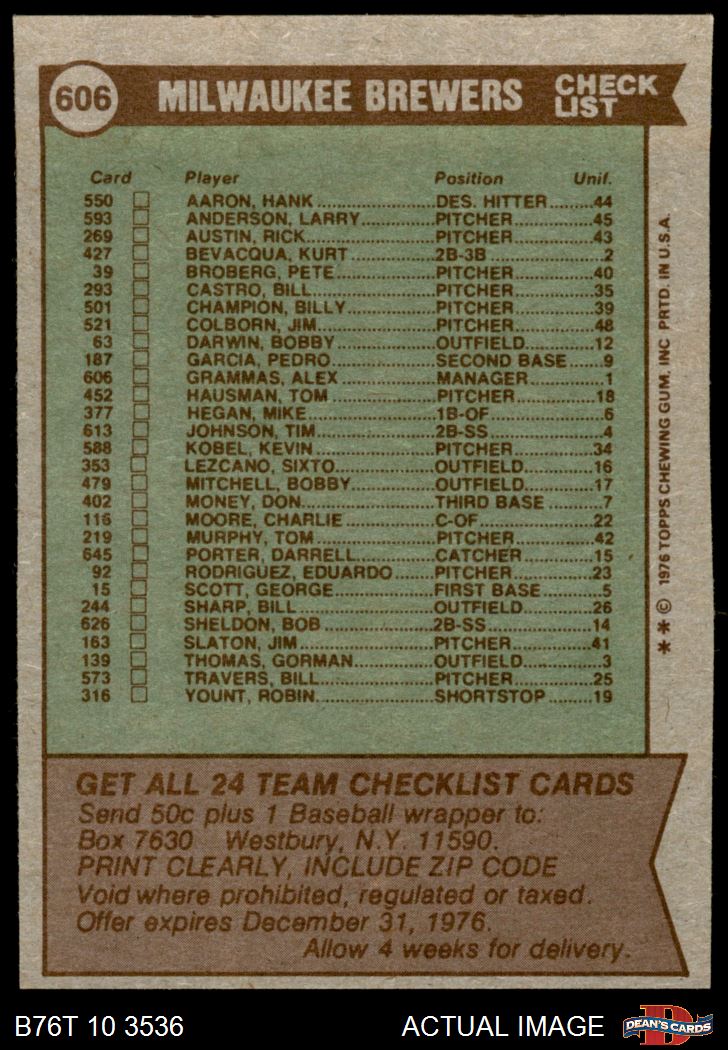 606 MILWAUKEE BREWERS CHECK LIST
Card Player Position Unif.
550 AARON, HANK DES. HITTER 44
593 ANDERSON, LARRY PITCHER 45
269 AUSTIN, RICK PITCHER 43
427 BEVACQUA, KURT 2B-3B 2
39 BROBERG, PETE PITCHER 40
293 CASTRO, BILL PITCHER 35
501 CHAMPION, BILLY PITCHER 39
521 COLBORN, JIM PITCHER 48
63 DARWIN, BOBBY OUTFIELD 12
187 GARCIA, PEDRO SECOND BASE 9
606 GRAMMAS, ALEX MANAGER 1
452 HAUSMAN, TOM PITCHER 18
377 HEGAN, MIKE 1B-OF 6
613 JOHNSON, TIM 2B-SS 4
588 KOBEL, KEVIN PITCHER 34
353 LEZCANO, SIXTO OUTFIELD 16
479 MITCHELL, BOBBY OUTFIELD 17
402 MONEY, DON THIRD BASE 7
116 MOORE, CHARLIE C-OF 22
219 MURPHY, TOM PITCHER 42
645 PORTER, DARRELL CATCHER 15
92 RODRIGUEZ, EDUARDO PITCHER 23
15 SCOTT, GEORGE FIRST BASE 5
244 SHARP, BILL OUTFIELD 26
626 SHELDON, BOB 2B-SS 14
163 SLATON, JIM PITCHER 41
139 THOMAS, GORMAN OUTFIELD 3
573 TRAVERS, BILL PITCHER 25
316 YOUNT, ROBIN SHORTSTOP 19
* * © 1976 TOPPS CHEWING GUM, INC PRTD. IN U.S.A.
GET ALL 24 TEAM CHECKLIST CARDS
Send 50c plus 1 Baseball wrapper to:
Box 7630 Westbury, N.Y. 11590.
PRINT CLEARLY, INCLUDE ZIP CODE
Void where prohibited, regulated or taxed.
Offer expires December 31, 1976.
Allow 4 weeks for delivery.
B76T 10 3536 ACTUAL IMAGE D DEAN'S CARDS